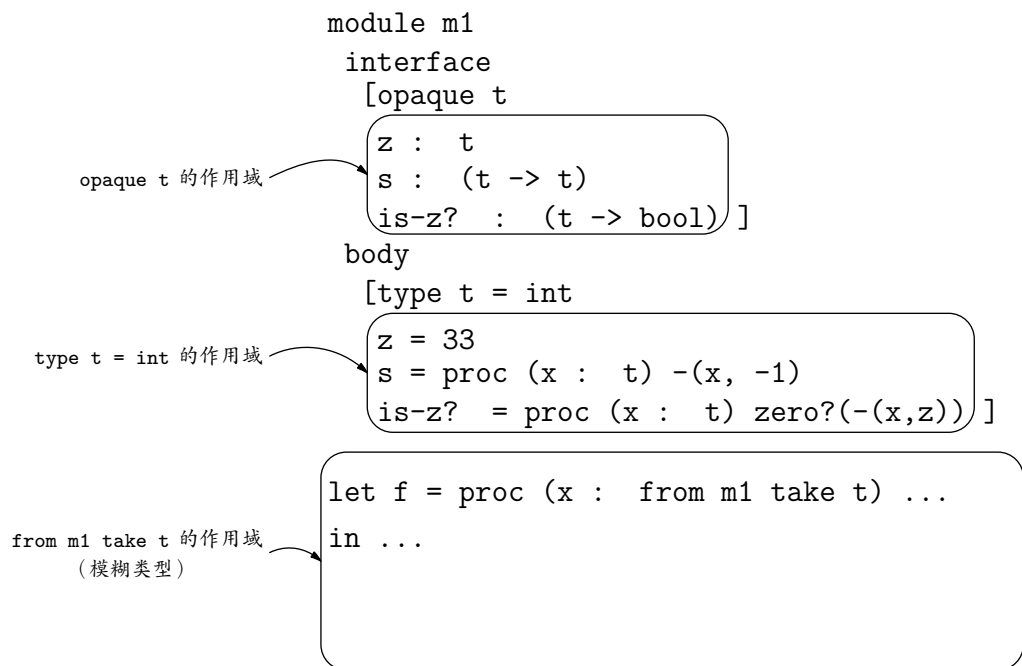 module m1
interface
[opaque t
z : t
s : (t -> t)
is-z? : (t -> bool) ]
opaque t 的作用域
body
[type t = int
z = 33
s = proc (x : t) -(x, -1)
is-z? = proc (x : t) zero?(-(x,z)) ]
type t = int 的作用域
let f = proc (x : from m1 take t) ...
in ...
from m1 take t 的作用域
（模糊类型）